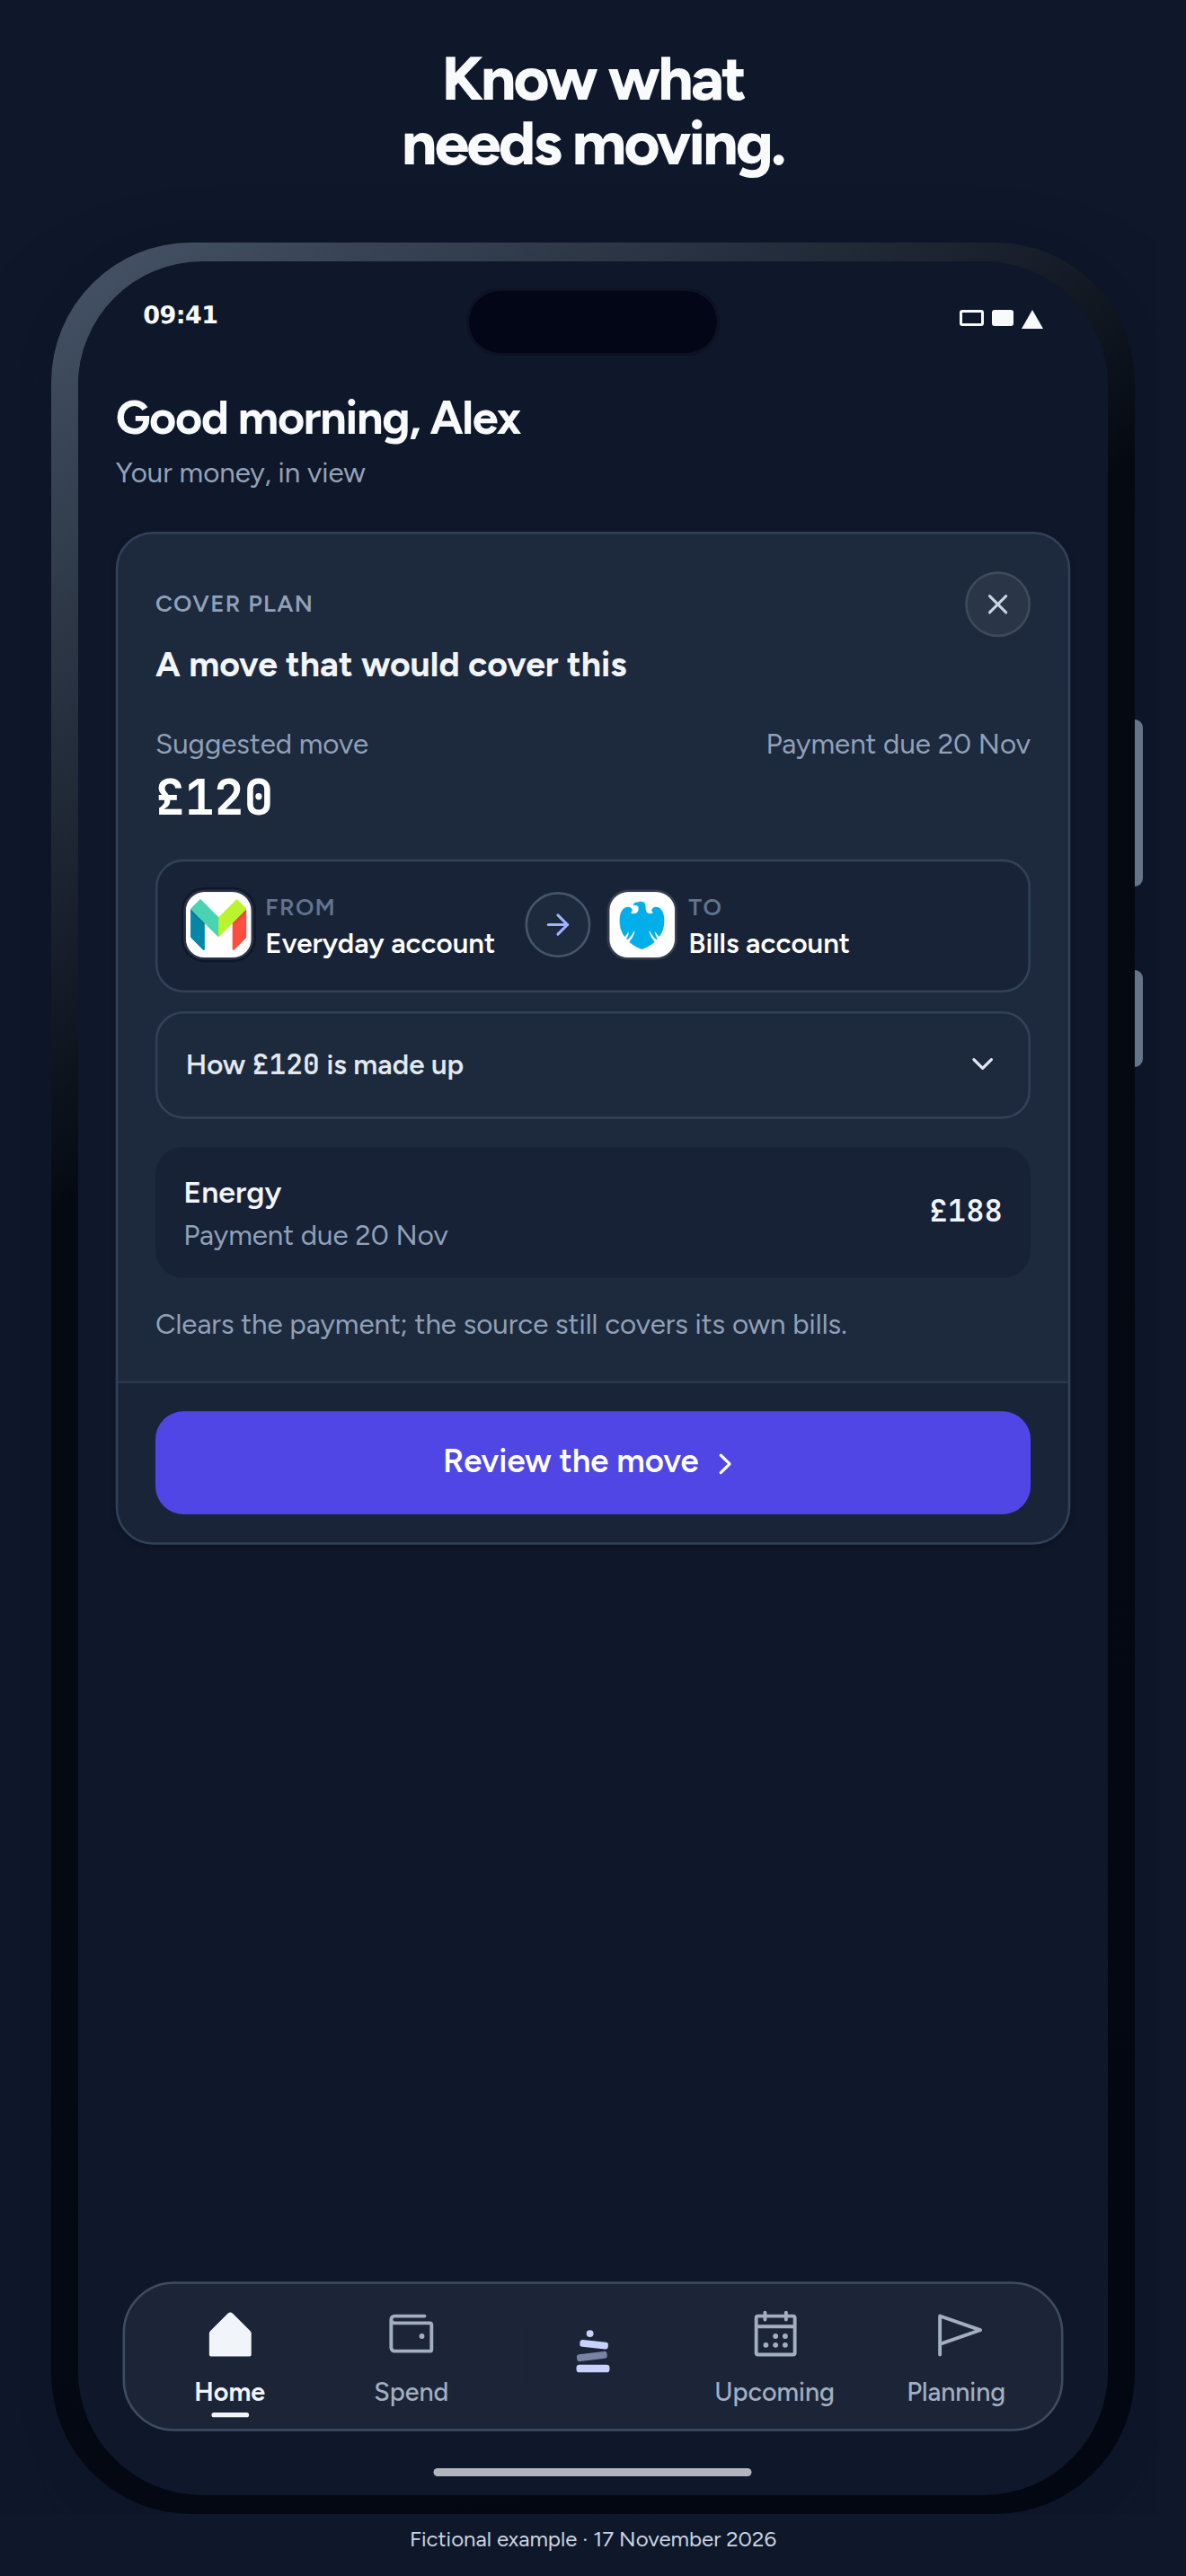 Know what
needs moving.
09:41
Good morning, Alex
Your money, in view
COVER PLAN
A move that would cover this
Suggested move
Payment due 20 Nov
£120
FROM
Everyday account
TO
Bills account
How £120 is made up
Energy
Payment due 20 Nov
£188
Clears the payment; the source still covers its own bills.
Review the move
Home
Spend
Upcoming
Planning
Fictional example · 17 November 2026